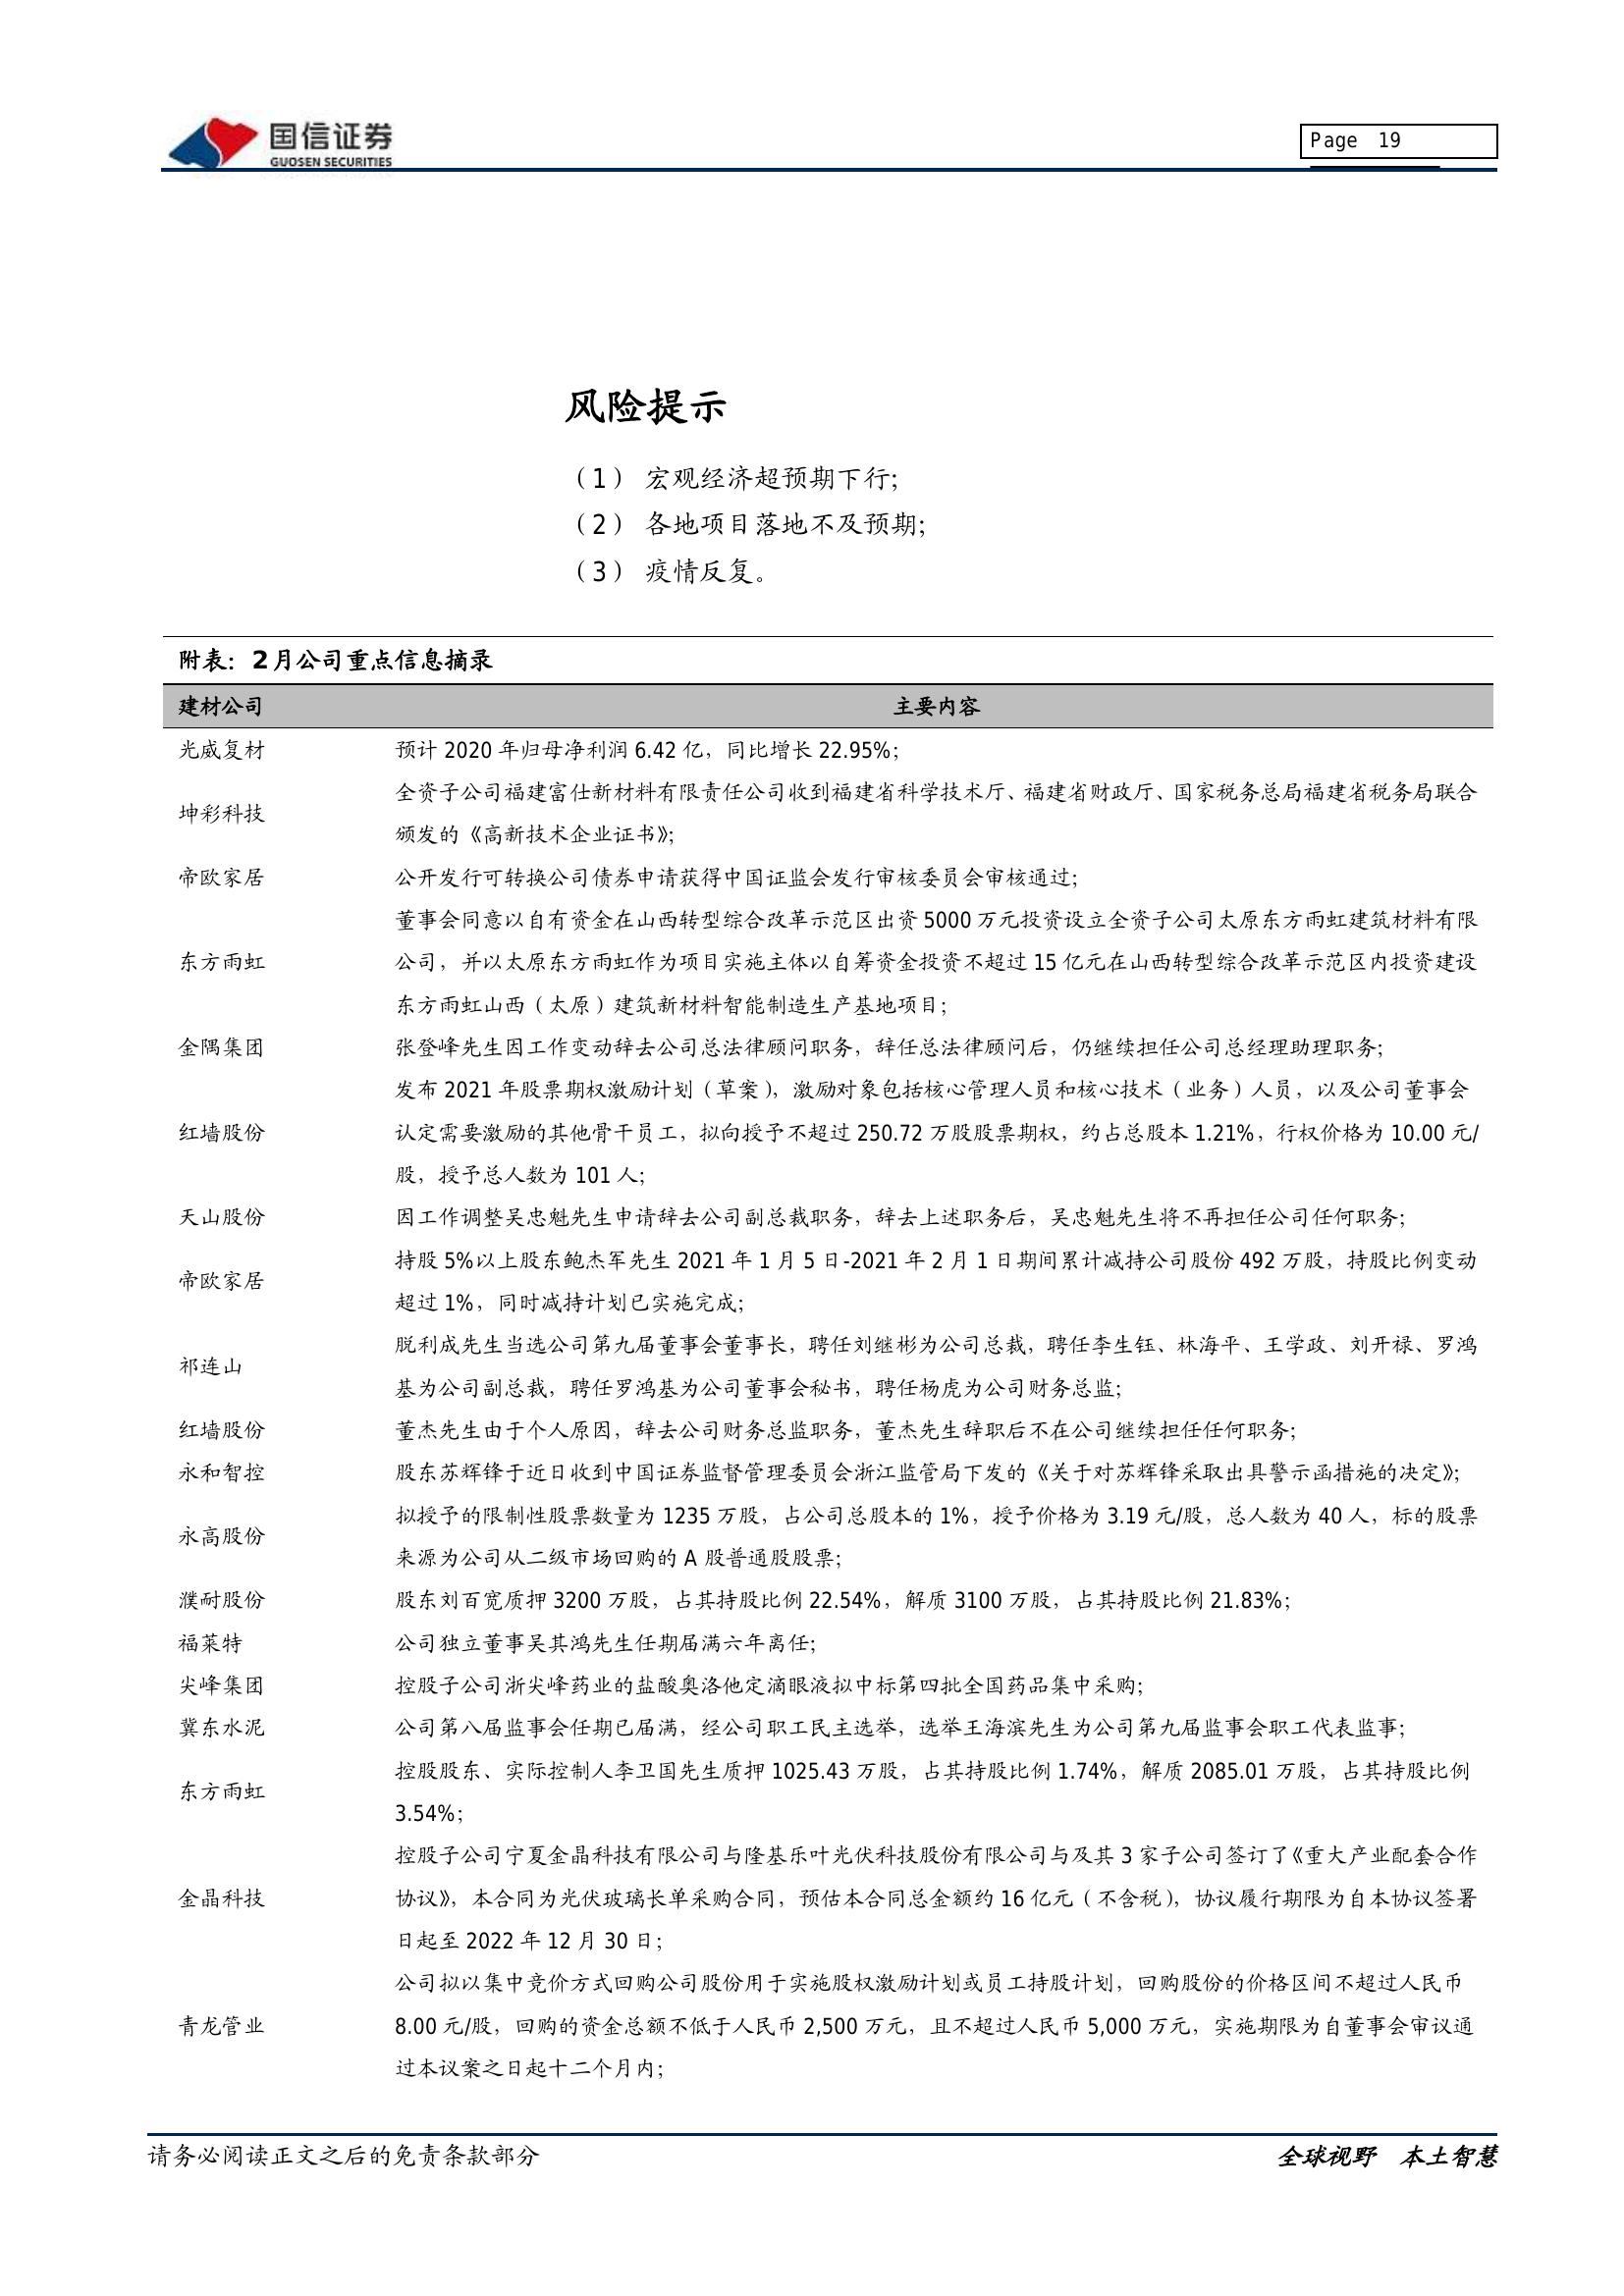 国信证券
GUOSEN SECURITIES
Page 19
风险提示
（1） 宏观经济超预期下行；
（2） 各地项目落地不及预期；
（3） 疫情反复。
附表：2月公司重点信息摘录
建材公司 主要内容
光威复材 预计 2020 年归母净利润 6.42 亿，同比增长 22.95%；
坤彩科技
全资子公司福建富仕新材料有限责任公司收到福建省科学技术厅、福建省财政厅、国家税务总局福建省税务局联合
颁发的《高新技术企业证书》；
帝欧家居 公开发行可转换公司债券申请获得中国证监会发行审核委员会审核通过；
东方雨虹
董事会同意以自有资金在山西转型综合改革示范区出资 5000 万元投资设立全资子公司太原东方雨虹建筑材料有限
公司，并以太原东方雨虹作为项目实施主体以自筹资金投资不超过 15 亿元在山西转型综合改革示范区内投资建设
东方雨虹山西（太原）建筑新材料智能制造生产基地项目；
金隅集团 张登峰先生因工作变动辞去公司总法律顾问职务，辞任总法律顾问后，仍继续担任公司总经理助理职务；
红墙股份
发布 2021 年股票期权激励计划（草案），激励对象包括核心管理人员和核心技术（业务）人员，以及公司董事会
认定需要激励的其他骨干员工，拟向授予不超过 250.72 万股股票期权，约占总股本 1.21%，行权价格为 10.00 元/
股，授予总人数为 101 人；
天山股份 因工作调整吴忠魁先生申请辞去公司副总裁职务，辞去上述职务后，吴忠魁先生将不再担任公司任何职务；
帝欧家居
持股 5%以上股东鲍杰军先生 2021 年 1 月 5 日-2021 年 2 月 1 日期间累计减持公司股份 492 万股，持股比例变动
超过 1%，同时减持计划已实施完成；
祁连山
脱利成先生当选公司第九届董事会董事长，聘任刘继彬为公司总裁，聘任李生钰、林海平、王学政、刘开禄、罗鸿
基为公司副总裁，聘任罗鸿基为公司董事会秘书，聘任杨虎为公司财务总监；
红墙股份 董杰先生由于个人原因，辞去公司财务总监职务，董杰先生辞职后不在公司继续担任任何职务；
永和智控 股东苏辉锋于近日收到中国证券监督管理委员会浙江监管局下发的《关于对苏辉锋采取出具警示函措施的决定》；
永高股份
拟授予的限制性股票数量为 1235 万股，占公司总股本的 1%，授予价格为 3.19 元/股，总人数为 40 人，标的股票
来源为公司从二级市场回购的 A 股普通股股票；
濮耐股份 股东刘百宽质押 3200 万股，占其持股比例 22.54%，解质 3100 万股，占其持股比例 21.83%；
福莱特 公司独立董事吴其鸿先生任期届满六年离任；
尖峰集团 控股子公司浙尖峰药业的盐酸奥洛他定滴眼液拟中标第四批全国药品集中采购；
冀东水泥 公司第八届监事会任期已届满，经公司职工民主选举，选举王海滨先生为公司第九届监事会职工代表监事；
东方雨虹
控股股东、实际控制人李卫国先生质押 1025.43 万股，占其持股比例 1.74%，解质 2085.01 万股，占其持股比例
3.54%；
金晶科技
控股子公司宁夏金晶科技有限公司与隆基乐叶光伏科技股份有限公司与及其 3 家子公司签订了《重大产业配套合作
协议》，本合同为光伏玻璃长单采购合同，预估本合同总金额约 16 亿元（不含税），协议履行期限为自本协议签署
日起至 2022 年 12 月 30 日；
青龙管业
公司拟以集中竞价方式回购公司股份用于实施股权激励计划或员工持股计划，回购股份的价格区间不超过人民币
8.00 元/股，回购的资金总额不低于人民币 2,500 万元，且不超过人民币 5,000 万元，实施期限为自董事会审议通
过本议案之日起十二个月内；
请务必阅读正文之后的免责条款部分
全球视野 本土智慧